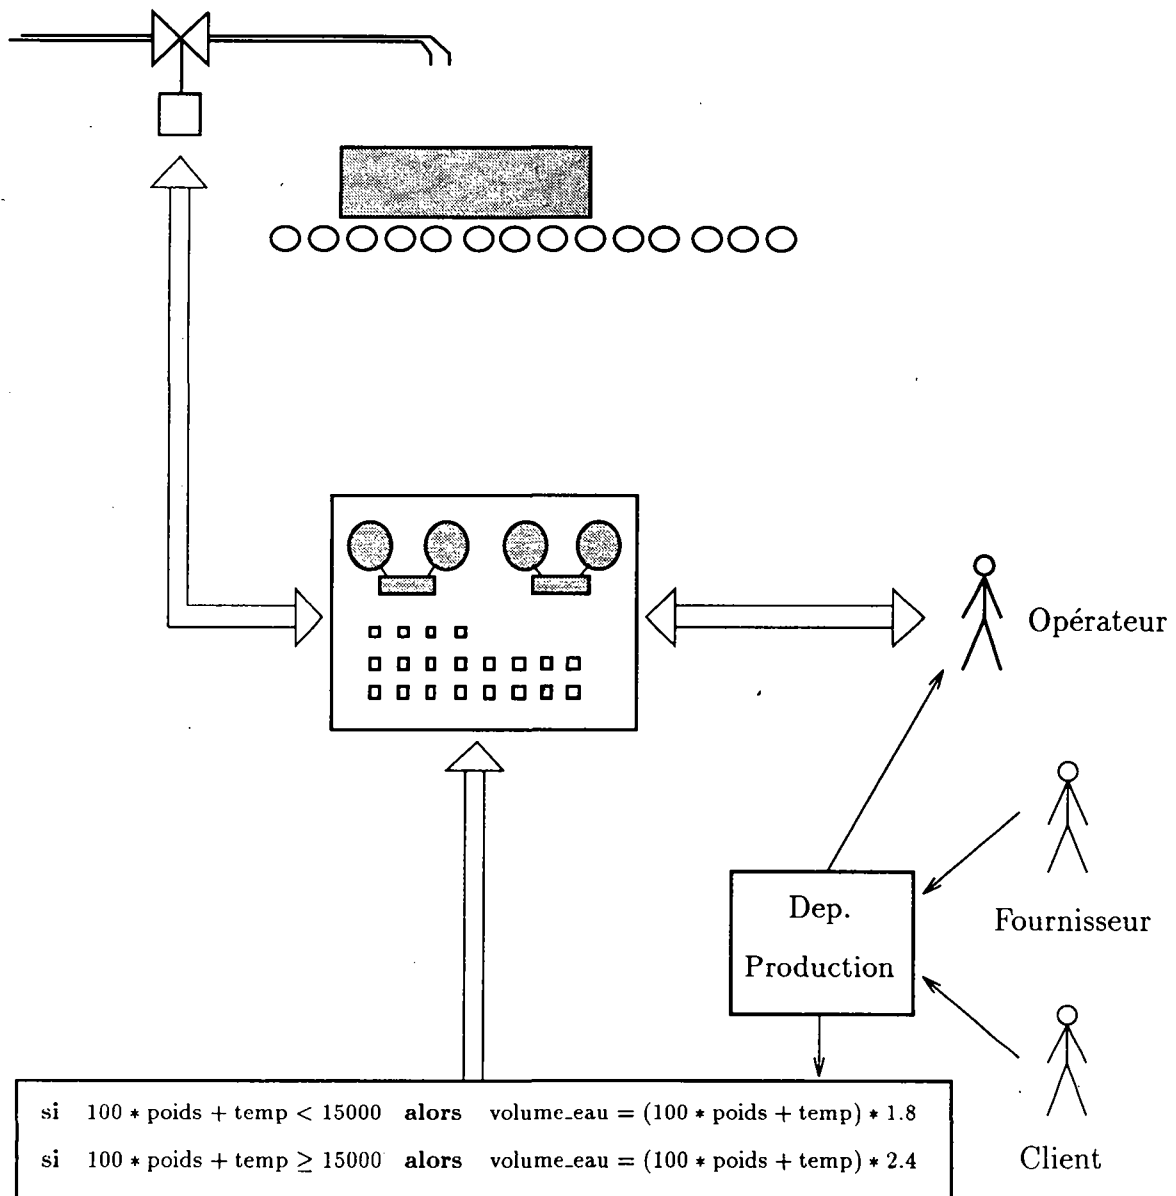 Opérateur
Dep.
Production
Fournisseur
Client
si 100 * poids + temp < 15000 alors volume_eau = (100 * poids + temp) * 1.8
si 100 * poids + temp ≥ 15000 alors volume_eau = (100 * poids + temp) * 2.4